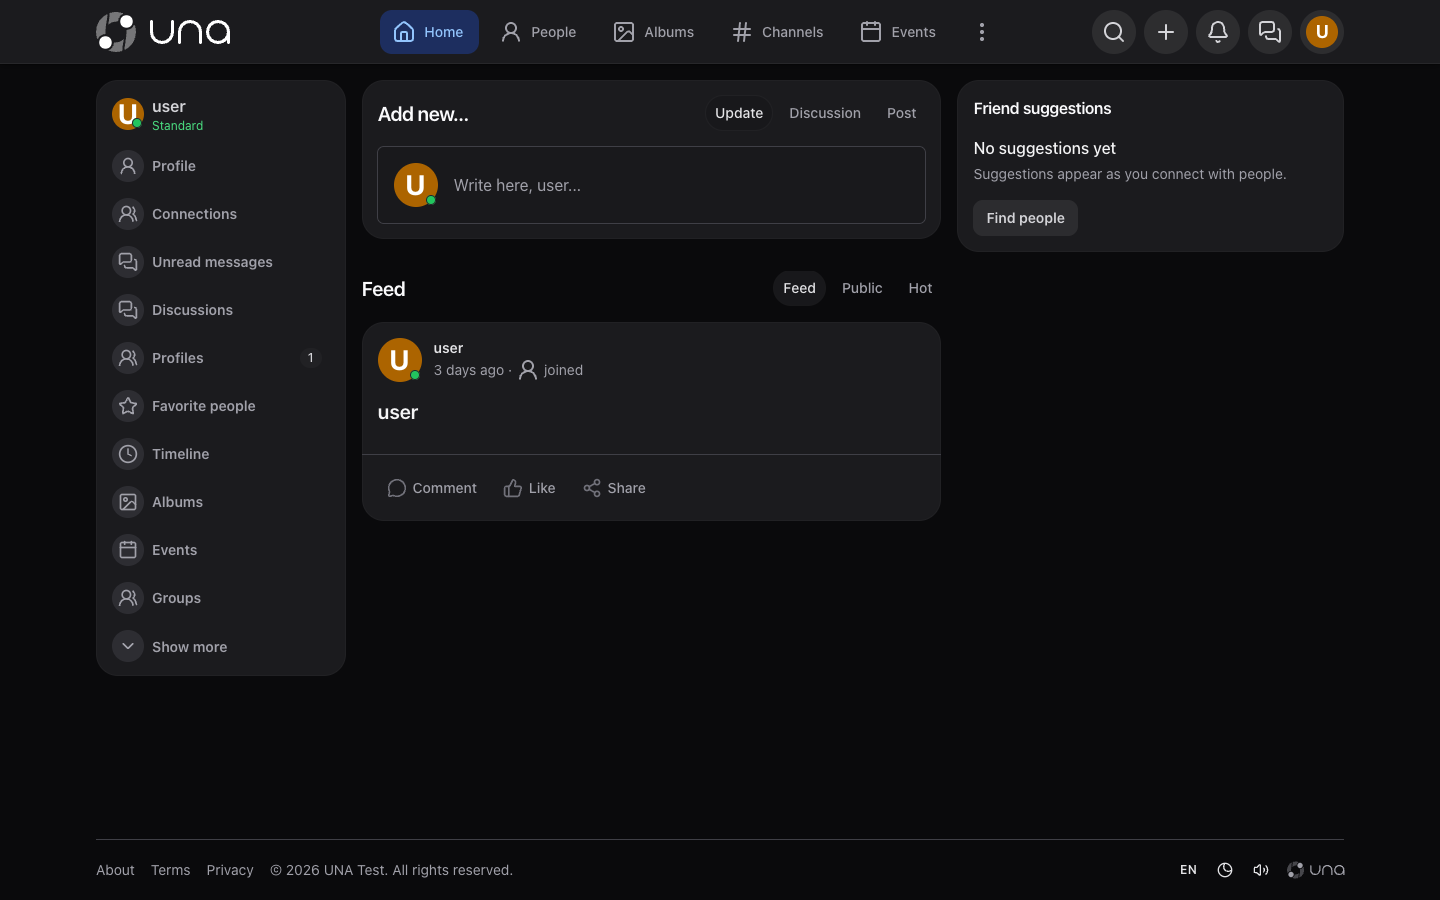 una
Home
People
Albums
Channels
Events
U
U
user
Standard
Profile
Connections
Unread messages
Discussions
Profiles
1
Favorite people
Timeline
Albums
Events
Groups
Show more
Add new...
Update
Discussion
Post
U
Write here, user...
Feed
Feed
Public
Hot
U
user
3 days ago · joined
user
Comment
Like
Share
Friend suggestions
No suggestions yet
Suggestions appear as you connect with people.
Find people
About
Terms
Privacy
© 2026 UNA Test. All rights reserved.
EN
una